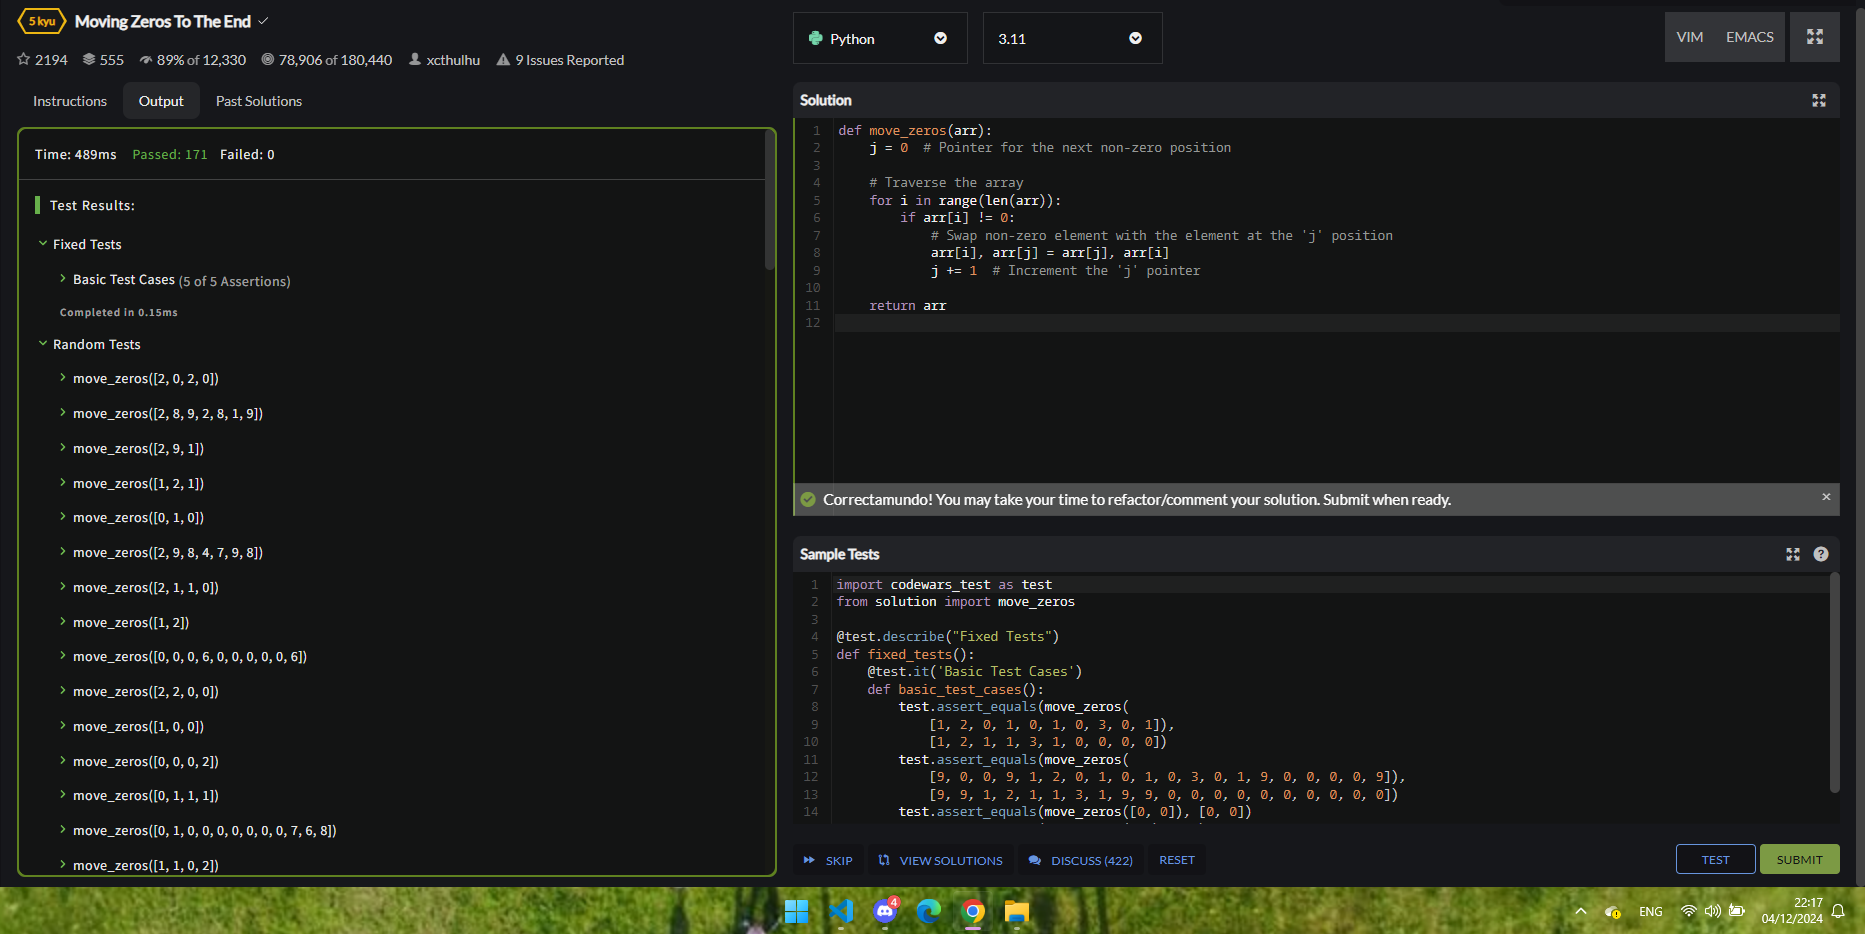 5 kyu Moving Zeros To The End
2194 555 89% of 12,330 78,906 of 180,440 xcthulhu 9 Issues Reported
Instructions Output Past Solutions
Time: 489ms Passed: 171 Failed: 0
Test Results:
Fixed Tests
Basic Test Cases (5 of 5 Assertions)
Completed in 0.15ms
Random Tests
move_zeros([2, 0, 2, 0])
move_zeros([2, 8, 9, 2, 8, 1, 9])
move_zeros([2, 9, 1])
move_zeros([1, 2, 1])
move_zeros([0, 1, 0])
move_zeros([2, 9, 8, 4, 7, 9, 8])
move_zeros([2, 1, 1, 0])
move_zeros([1, 2])
move_zeros([0, 0, 0, 6, 0, 0, 0, 0, 0, 6])
move_zeros([2, 2, 0, 0])
move_zeros([1, 0, 0])
move_zeros([0, 0, 0, 2])
move_zeros([0, 1, 1, 1])
move_zeros([0, 1, 0, 0, 0, 0, 0, 0, 0, 7, 6, 8])
move_zeros([1, 1, 0, 2])
Python 3.11 VIM EMACS
Solution
1 def move_zeros(arr):
2 j = 0 # Pointer for the next non-zero position
3
4 # Traverse the array
5 for i in range(len(arr)):
6 if arr[i] != 0:
7 # Swap non-zero element with the element at the 'j' position
8 arr[i], arr[j] = arr[j], arr[i]
9 j += 1 # Increment the 'j' pointer
10
11 return arr
12
Correctamundo! You may take your time to refactor/comment your solution. Submit when ready. ×
Sample Tests ?
1 import codewars_test as test
2 from solution import move_zeros
3
4 @test.describe("Fixed Tests")
5 def fixed_tests():
6 @test.it('Basic Test Cases')
7 def basic_test_cases():
8 test.assert_equals(move_zeros(
9 [1, 2, 0, 1, 0, 1, 0, 3, 0, 1]),
10 [1, 2, 1, 1, 3, 1, 0, 0, 0, 0])
11 test.assert_equals(move_zeros(
12 [9, 0, 0, 9, 1, 2, 0, 1, 0, 1, 0, 3, 0, 1, 9, 0, 0, 0, 0, 9]),
13 [9, 9, 1, 2, 1, 1, 3, 1, 9, 9, 0, 0, 0, 0, 0, 0, 0, 0, 0, 0])
14 test.assert_equals(move_zeros([0, 0]), [0, 0])
SKIP VIEW SOLUTIONS DISCUSS (422) RESET TEST SUBMIT
4
ENG 22:17
04/12/2024